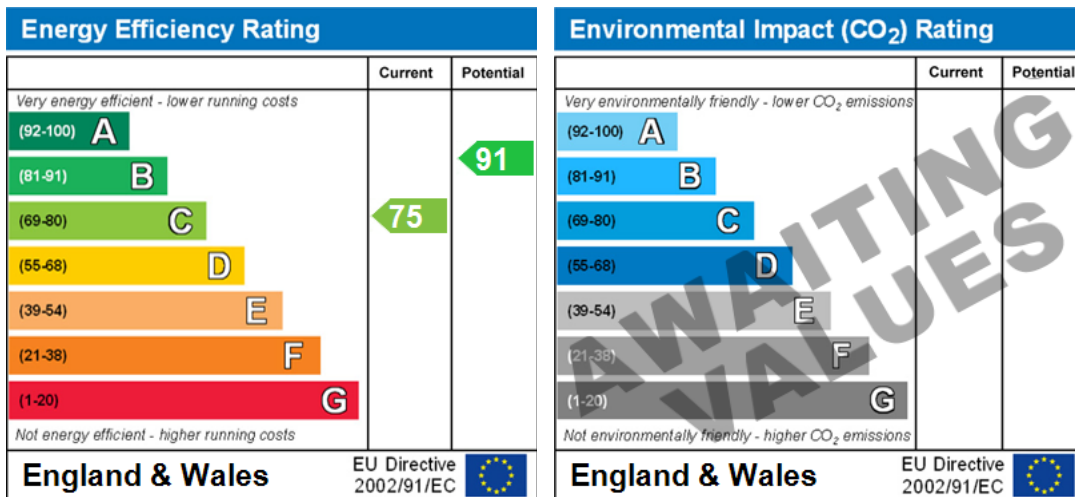 Energy Efficiency Rating
Current Potential
Very energy efficient - lower running costs
(92-100) A
(81-91) B
91
(69-80) C
75
(55-68) D
(39-54) E
(21-38) F
(1-20) G
Not energy efficient - higher running costs
England & Wales
EU Directive
2002/91/EC
Environmental Impact (CO₂) Rating
Current Potential
Very environmentally friendly - lower CO₂ emissions
(92-100) A
(81-91) B
(69-80) C
(55-68) D
(39-54) E
(21-38) F
(1-20) G
Not environmentally friendly - higher CO₂ emissions
AWAITING
VALUES
England & Wales
EU Directive
2002/91/EC